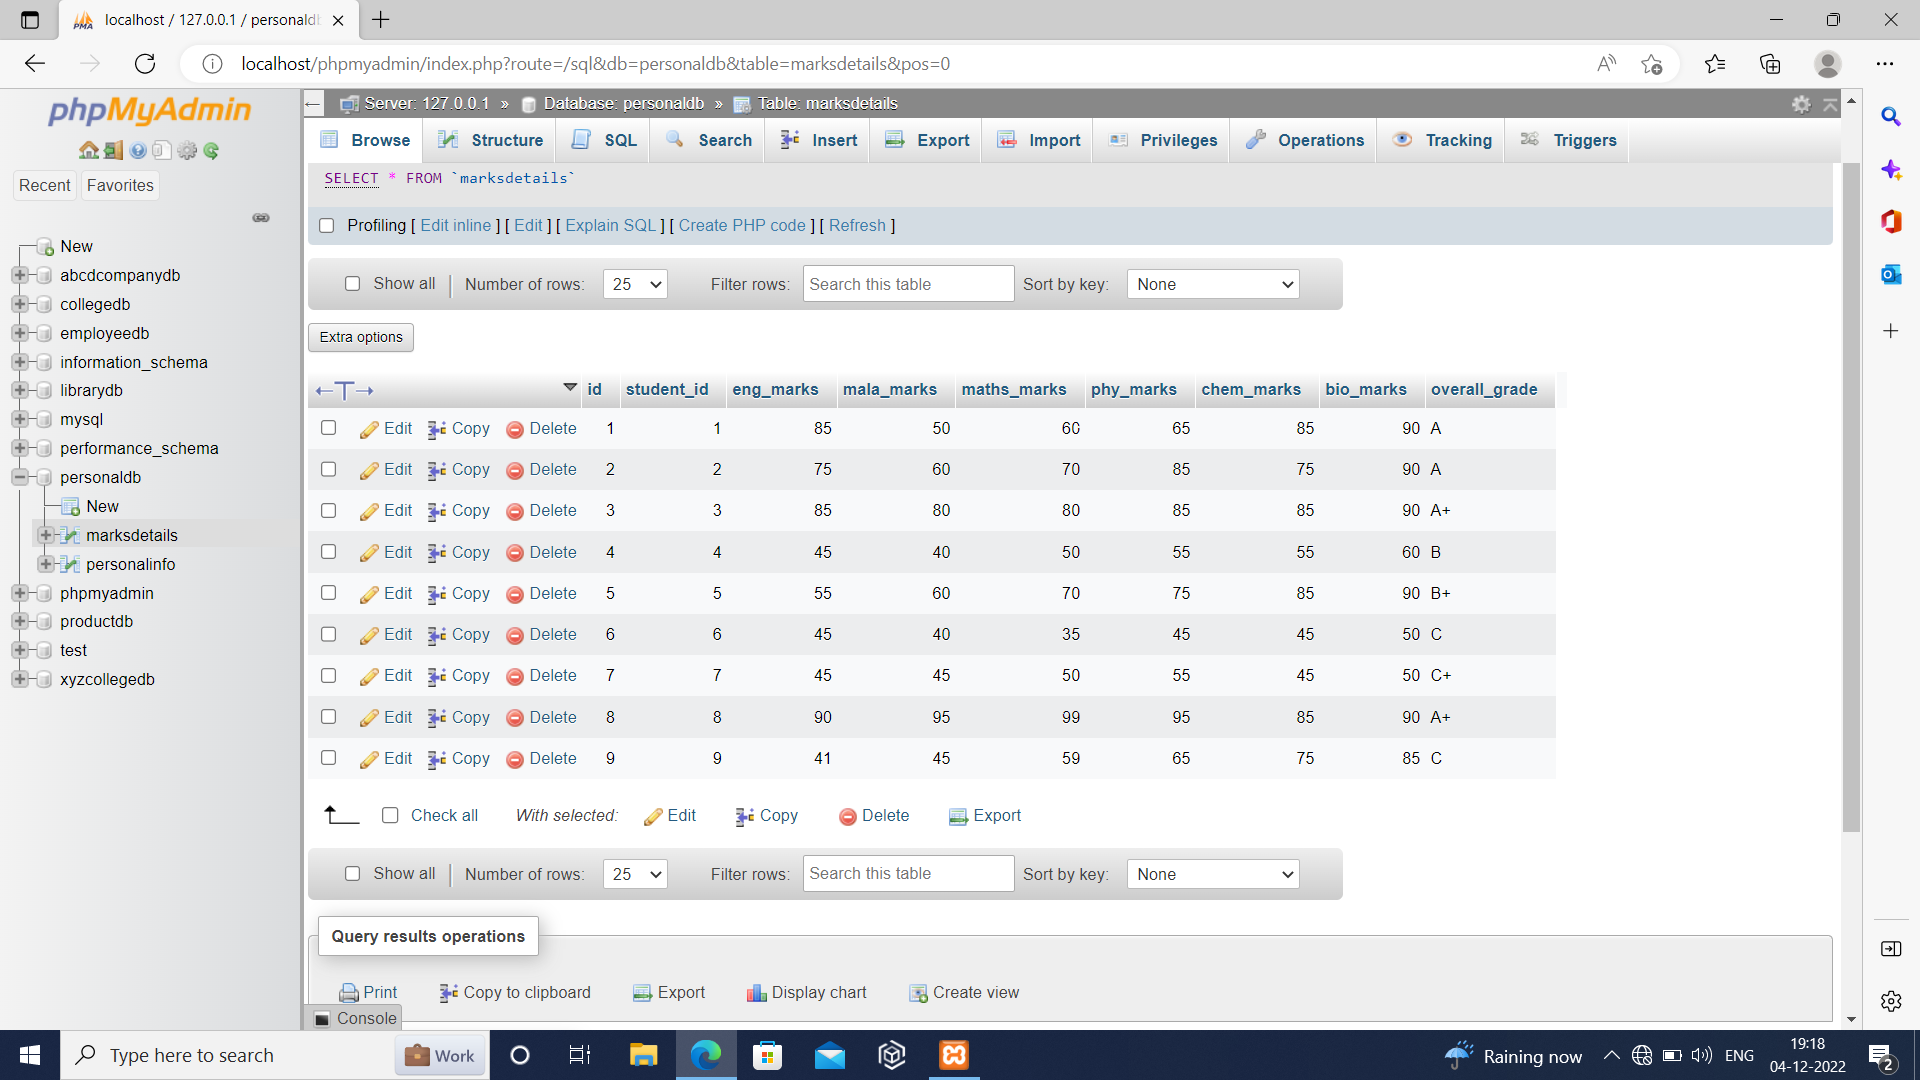 localhost / 127.0.0.1 / personaldb
localhost/phpmyadmin/index.php?route=/sql&db=personaldb&table=marksdetails&pos=0
phpMyAdmin
Recent Favorites
New
abcdcompanydb
collegedb
employeedb
information_schema
librarydb
mysql
performance_schema
personaldb
New
marksdetails
personalinfo
phpmyadmin
productdb
test
xyzcollegedb
Server: 127.0.0.1 » Database: personaldb » Table: marksdetails
Browse Structure SQL Search Insert Export Import Privileges Operations Tracking Triggers
SELECT * FROM `marksdetails`
Profiling [ Edit inline ] [ Edit ] [ Explain SQL ] [ Create PHP code ] [ Refresh ]
Show all Number of rows: 25 Filter rows: Search this table Sort by key: None
Extra options
id student_id eng_marks mala_marks maths_marks phy_marks chem_marks bio_marks overall_grade
Edit Copy Delete 1 1 85 50 60 65 85 90 A
Edit Copy Delete 2 2 75 60 70 85 75 90 A
Edit Copy Delete 3 3 85 80 80 85 85 90 A+
Edit Copy Delete 4 4 45 40 50 55 55 60 B
Edit Copy Delete 5 5 55 60 70 75 85 90 B+
Edit Copy Delete 6 6 45 40 35 45 45 50 C
Edit Copy Delete 7 7 45 45 50 55 45 50 C+
Edit Copy Delete 8 8 90 95 99 95 85 90 A+
Edit Copy Delete 9 9 41 45 59 65 75 85 C
Check all With selected: Edit Copy Delete Export
Show all Number of rows: 25 Filter rows: Search this table Sort by key: None
Query results operations
Print Copy to clipboard Export Display chart Create view
Console
Type here to search Work Raining now ENG 19:18
04-12-2022 2